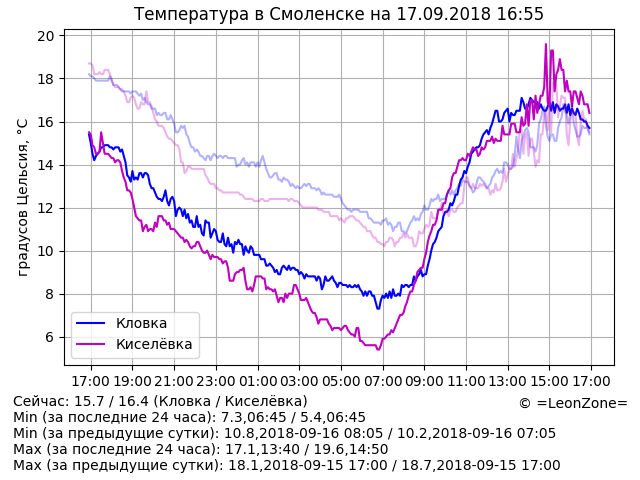 Температура в Смоленске на 17.09.2018 16:55
градусов Цельсия, °C
20
18
16
14
12
10
8
6
Кловка
Киселёвка
17:00 19:00 21:00 23:00 01:00 03:00 05:00 07:00 09:00 11:00 13:00 15:00 17:00
Сейчас: 15.7 / 16.4 (Кловка / Киселёвка)
© =LeonZone=
Min (за последние 24 часа): 7.3,06:45 / 5.4,06:45
Min (за предыдущие сутки): 10.8,2018-09-16 08:05 / 10.2,2018-09-16 07:05
Max (за последние 24 часа): 17.1,13:40 / 19.6,14:50
Max (за предыдущие сутки): 18.1,2018-09-15 17:00 / 18.7,2018-09-15 17:00